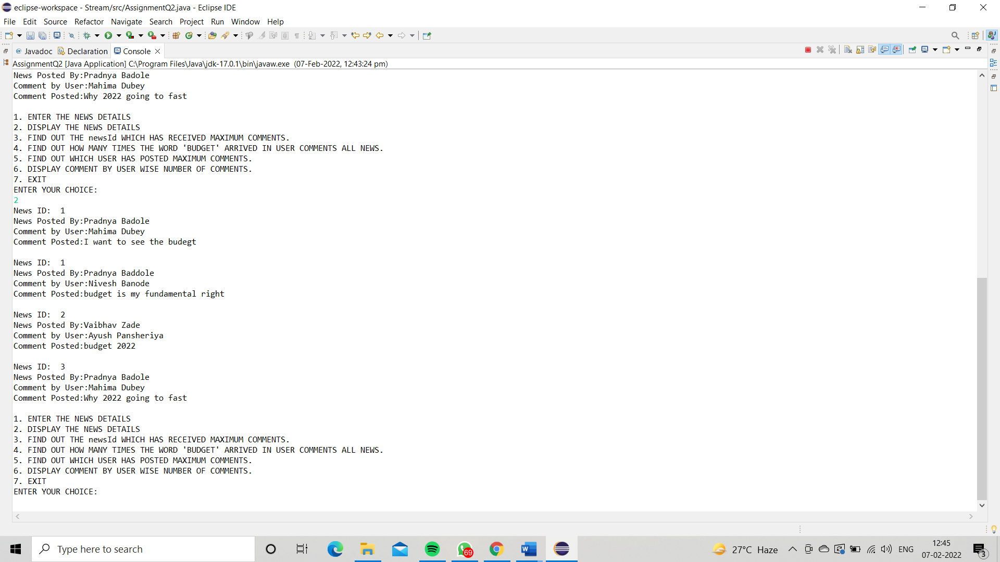 eclipse-workspace - Stream/src/AssignmentQ2.java - Eclipse IDE
File Edit Source Refactor Navigate Search Project Run Window Help
@ Javadoc Declaration Console
AssignmentQ2 [Java Application] C:\Program Files\Java\jdk-17.0.1\bin\javaw.exe (07-Feb-2022, 12:43:24 pm)
News Posted By:Pradnya Badole
Comment by User:Mahima Dubey
Comment Posted:Why 2022 going to fast
1. ENTER THE NEWS DETAILS
2. DISPLAY THE NEWS DETAILS
3. FIND OUT THE newsId WHICH HAS RECEIVED MAXIMUM COMMENTS.
4. FIND OUT HOW MANY TIMES THE WORD 'BUDGET' ARRIVED IN USER COMMENTS ALL NEWS.
5. FIND OUT WHICH USER HAS POSTED MAXIMUM COMMENTS.
6. DISPLAY COMMENT BY USER WISE NUMBER OF COMMENTS.
7. EXIT
ENTER YOUR CHOICE:
2
News ID:  1
News Posted By:Pradnya Badole
Comment by User:Mahima Dubey
Comment Posted:I want to see the budegt
News ID:  1
News Posted By:Pradnya Baddole
Comment by User:Nivesh Banode
Comment Posted:budget is my fundamental right
News ID:  2
News Posted By:Vaibhav Zade
Comment by User:Ayush Pansheriya
Comment Posted:budget 2022
News ID:  3
News Posted By:Pradnya Badole
Comment by User:Mahima Dubey
Comment Posted:Why 2022 going to fast
1. ENTER THE NEWS DETAILS
2. DISPLAY THE NEWS DETAILS
3. FIND OUT THE newsId WHICH HAS RECEIVED MAXIMUM COMMENTS.
4. FIND OUT HOW MANY TIMES THE WORD 'BUDGET' ARRIVED IN USER COMMENTS ALL NEWS.
5. FIND OUT WHICH USER HAS POSTED MAXIMUM COMMENTS.
6. DISPLAY COMMENT BY USER WISE NUMBER OF COMMENTS.
7. EXIT
ENTER YOUR CHOICE:
Type here to search
69
W
27°C Haze
ENG
12:45
07-02-2022
3